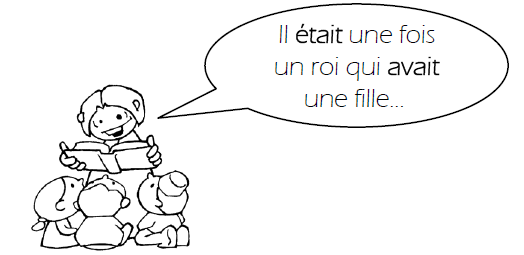 Il était une fois
un roi qui avait
une fille...